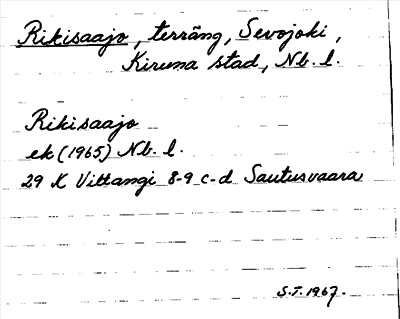 Rikisaajo, terräng, Sevojoki,
Kiruna stad, Nb. l.
Rikisaajo
ek (1965) Nb. l.
29 K Vittangi 8-9 c-d Sautusvaara
S.T. 1967.